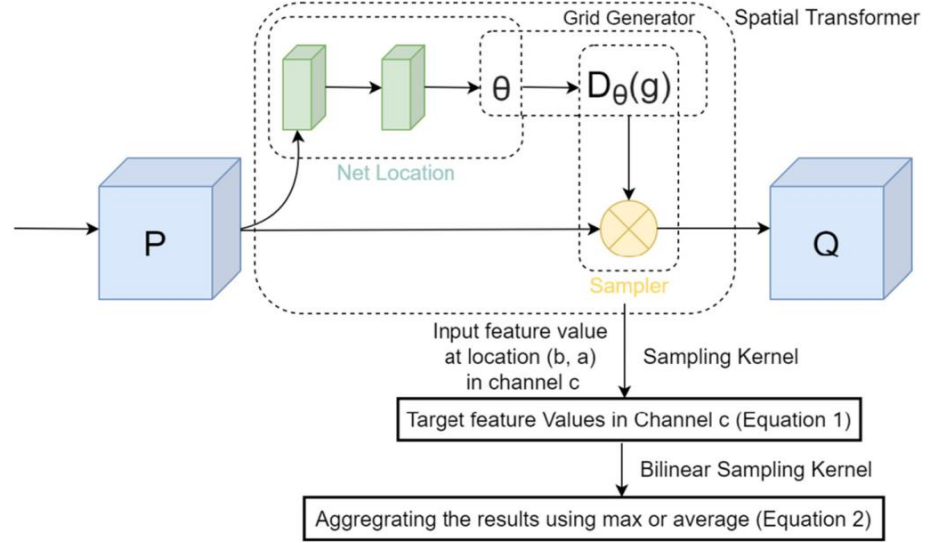 Grid Generator
Spatial Transformer
θ
Dθ(g)
Net Location
P
Q
Sampler
Input feature value
at location (b, a)
in channel c
Sampling Kernel
Target feature Values in Channel c (Equation 1)
Bilinear Sampling Kernel
Aggregrating the results using max or average (Equation 2)